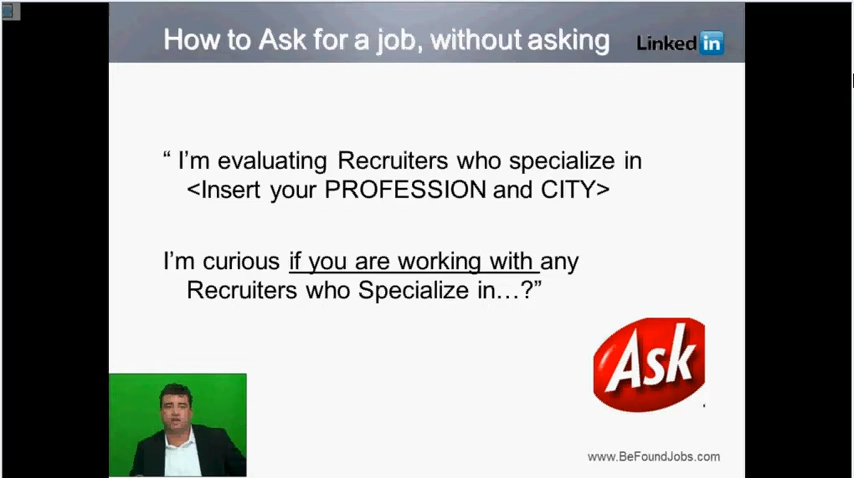 How to Ask for a job, without asking
Linked in
“ I’m evaluating Recruiters who specialize in
<Insert your PROFESSION and CITY>
I’m curious if you are working with any
Recruiters who Specialize in…?”
Ask
www.BeFoundJobs.com